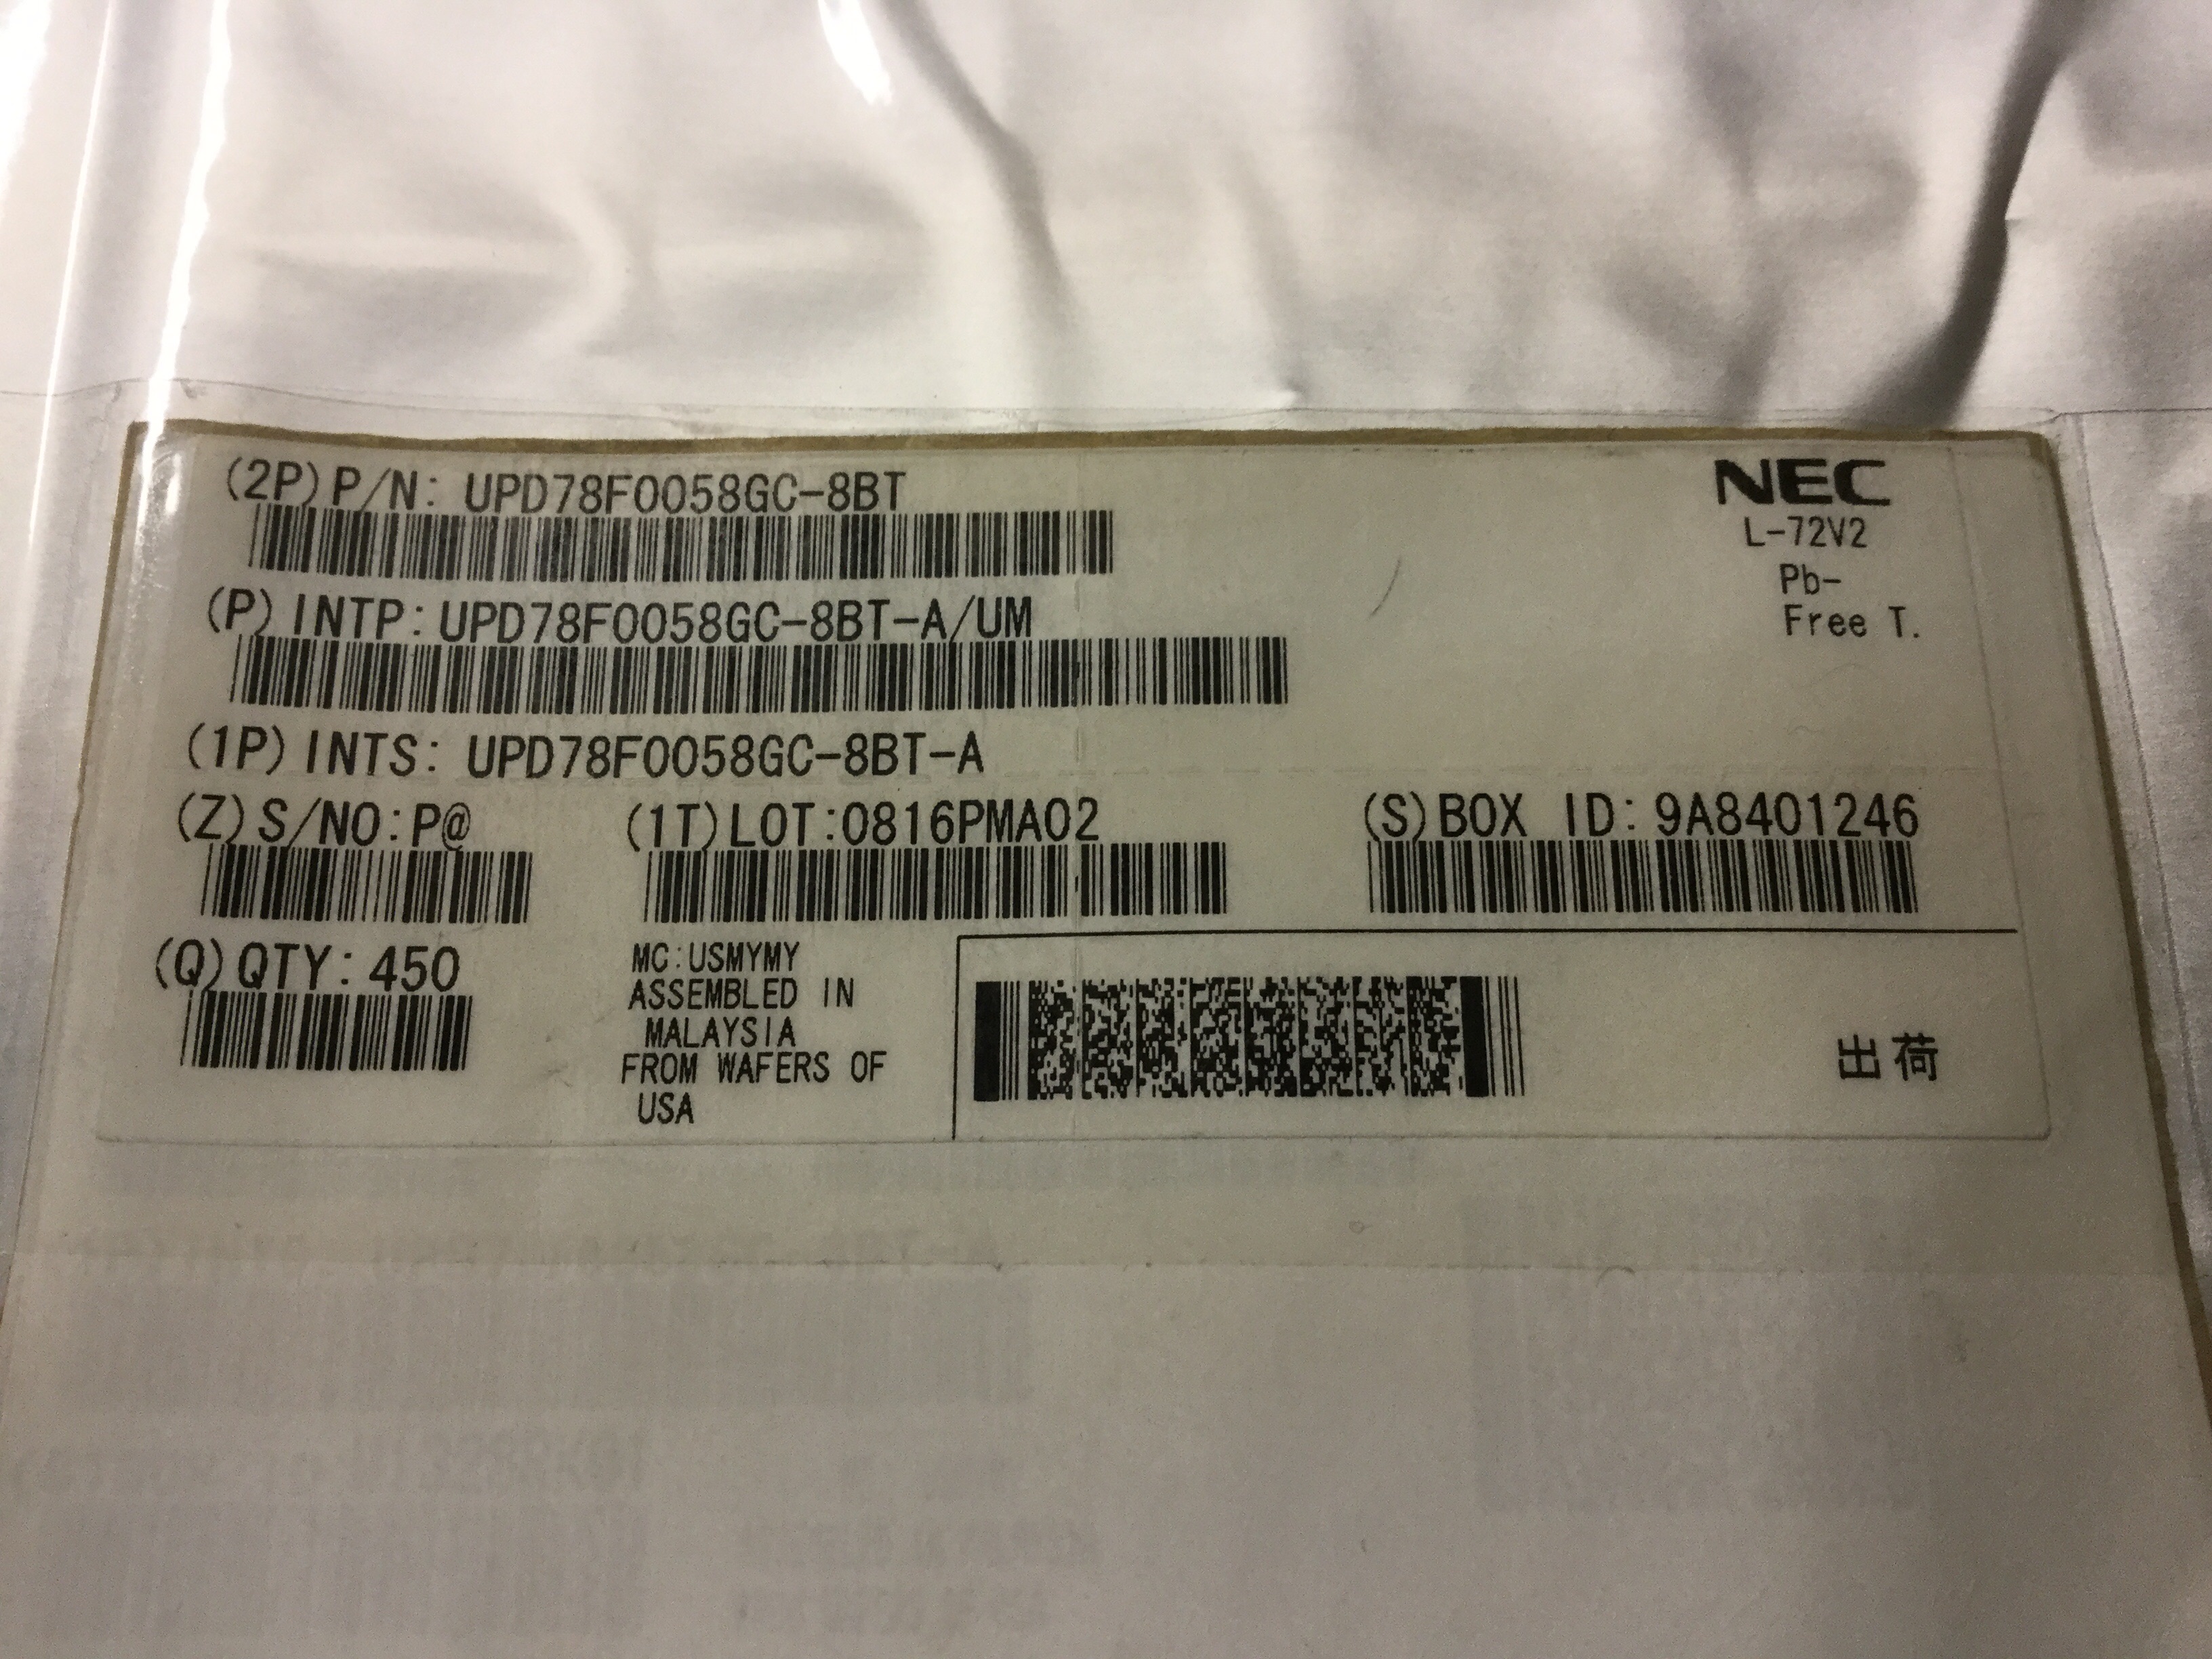 (2P)P/N: UPD78F0058GC-8BT
NEC
L-72V2
Pb-
Free T.
(P)INTP:UPD78F0058GC-8BT-A/UM
(1P)INTS: UPD78F0058GC-8BT-A
(Z)S/NO:P@
(1T)LOT:0816PMA02
(S)BOX ID:9A8401246
(Q)QTY:450
MC:USMYMY
ASSEMBLED IN
MALAYSIA
FROM WAFERS OF
USA
出荷